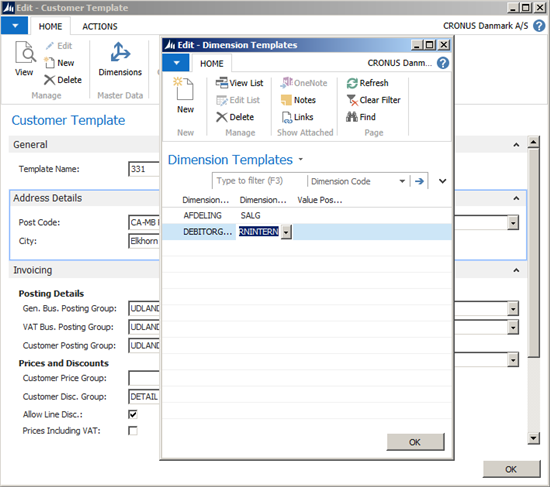 Edit - Customer Template
HOME ACTIONS CRONUS Danmark A/S
View
Edit
New
Delete
Manage
Dimensions
Master Data
Customer Template
General
Template Name: 331
Address Details
Post Code: CA-MB
City: Elkhorn
Invoicing
Posting Details
Gen. Bus. Posting Group: UDLAND
VAT Bus. Posting Group: UDLAND
Customer Posting Group: UDLAND
Prices and Discounts
Customer Price Group:
Customer Disc. Group: DETAIL
Allow Line Disc.:
Prices Including VAT:
OK
Edit - Dimension Templates
HOME CRONUS Danm...
New
New
View List
Edit List
Delete
Manage
OneNote
Notes
Links
Show Attached
Refresh
Clear Filter
Find
Page
Dimension Templates
Type to filter (F3) Dimension Code
Dimension... Dimension... Value Pos...
AFDELING SALG
DEBITORG... RNINTERN
OK